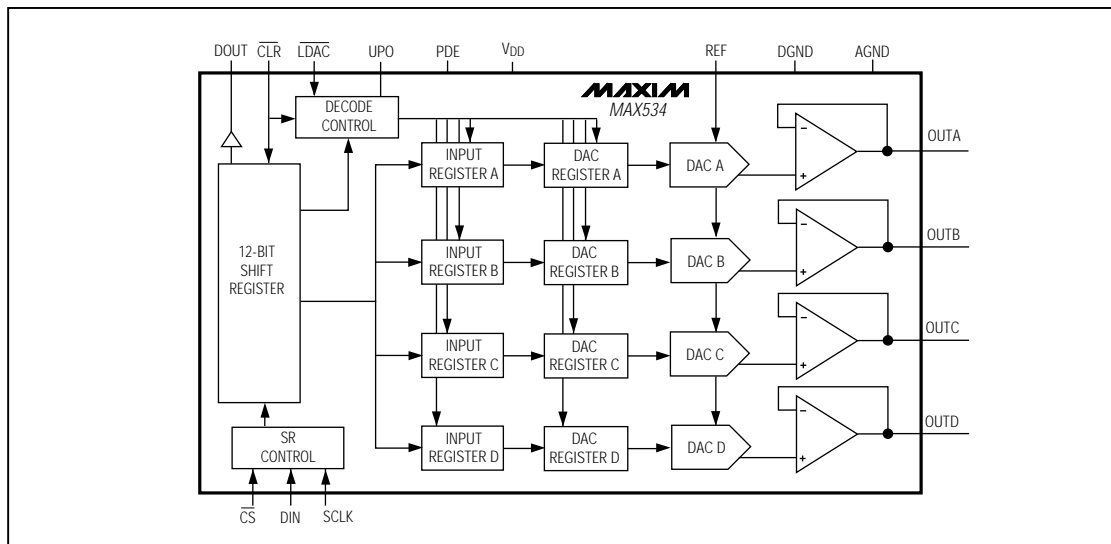 DOUT CLR LDAC UPO PDE VDD REF DGND AGND
MAXIM
MAX534
DECODE
CONTROL
12-BIT
SHIFT
REGISTER
SR
CONTROL
CS DIN SCLK
INPUT
REGISTER A
DAC
REGISTER A
DAC A
- +
OUTA
INPUT
REGISTER B
DAC
REGISTER B
DAC B
- +
OUTB
INPUT
REGISTER C
DAC
REGISTER C
DAC C
- +
OUTC
INPUT
REGISTER D
DAC
REGISTER D
DAC D
- +
OUTD